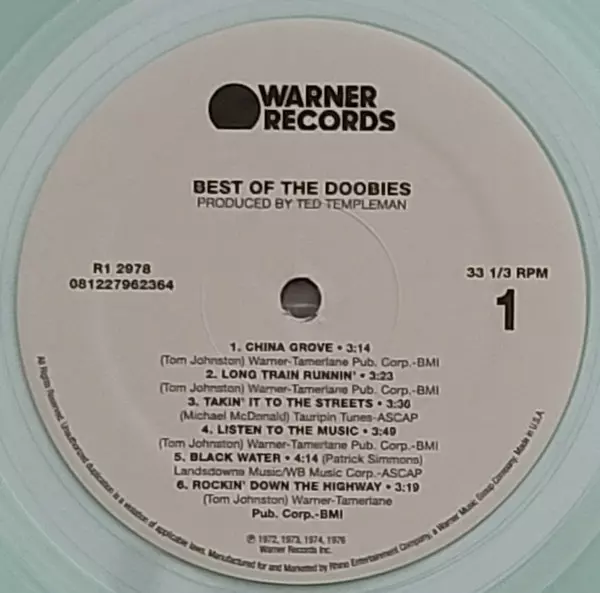 WARNER
RECORDS
BEST OF THE DOOBIES
PRODUCED BY TED TEMPLEMAN
R1 2978
081227962364
33 1/3 RPM
1
1. CHINA GROVE • 3:14
(Tom Johnston) Warner-Tamerlane Pub. Corp.-BMI
2. LONG TRAIN RUNNIN' • 3:23
(Tom Johnston) Warner-Tamerlane Pub. Corp.-BMI
3. TAKIN' IT TO THE STREETS • 3:36
(Michael McDonald) Tauripin Tunes-ASCAP
4. LISTEN TO THE MUSIC • 3:49
(Tom Johnston) Warner-Tamerlane Pub. Corp.-BMI
5. BLACK WATER • 4:14 (Patrick Simmons)
Landsdowne Music/WB Music Corp.-ASCAP
6. ROCKIN' DOWN THE HIGHWAY • 3:19
(Tom Johnston) Warner-Tamerlane
Pub. Corp.-BMI
℗ 1972, 1973, 1974, 1976
Warner Records Inc.
All Rights Reserved. Unauthorized duplication is a violation of applicable laws. Manufactured for and Marketed by Rhino Entertainment Company, a Warner Music Group Company. Made in U.S.A.